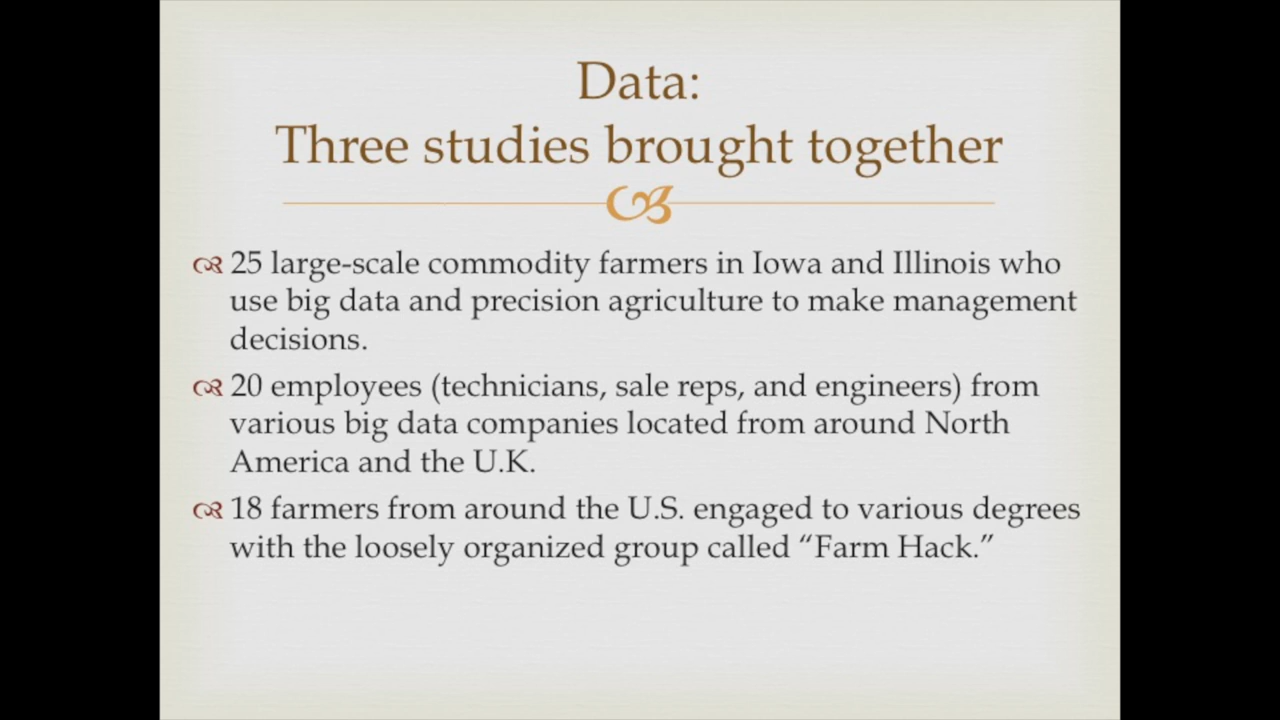 Data:
Three studies brought together
25 large-scale commodity farmers in Iowa and Illinois who
use big data and precision agriculture to make management
decisions.
20 employees (technicians, sale reps, and engineers) from
various big data companies located from around North
America and the U.K.
18 farmers from around the U.S. engaged to various degrees
with the loosely organized group called “Farm Hack.”